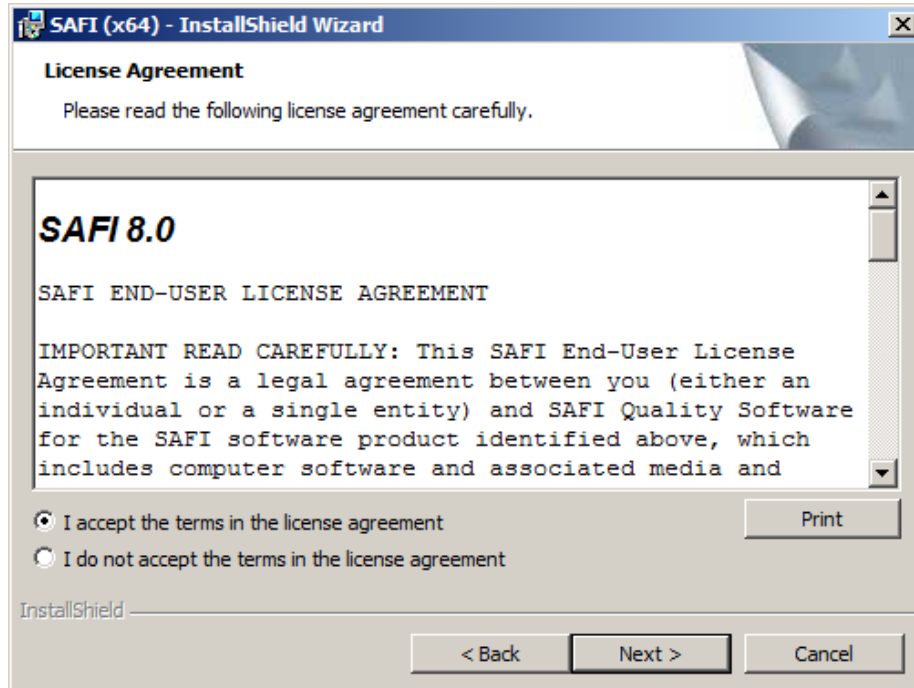 SAFI (x64) - InstallShield Wizard
License Agreement
Please read the following license agreement carefully.
SAFI 8.0
SAFI END-USER LICENSE AGREEMENT
IMPORTANT READ CAREFULLY: This SAFI End-User License
Agreement is a legal agreement between you (either an
individual or a single entity) and SAFI Quality Software
for the SAFI software product identified above, which
includes computer software and associated media and
I accept the terms in the license agreement
Print
I do not accept the terms in the license agreement
InstallShield
< Back Next > Cancel